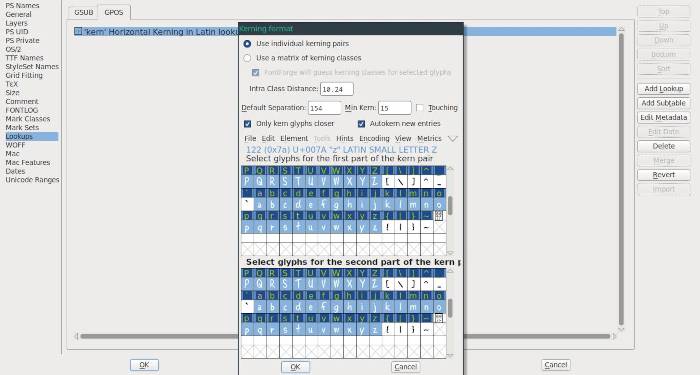 PS Names
General
Layers
PS UID
PS Private
OS/2
TTF Names
StyleSet Names
Grid Fitting
TεX
Size
Comment
FONTLOG
Mark Classes
Mark Sets
Lookups
WOFF
Mac
Mac Features
Dates
Unicode Ranges
GSUB GPOS
'kern' Horizontal Kerning in Latin looku
Kerning format
Use individual kerning pairs
Use a matrix of kerning classes
FontForge will guess kerning classes for selected glyphs
Intra Class Distance: 10.24
Default Separation: 154 Min Kern: 15 Touching
Only kern glyphs closer Autokern new entries
File Edit Element Tools Hints Encoding View Metrics
122 (0x7a) U+007A "z" LATIN SMALL LETTER Z
Select glyphs for the first part of the kern pair
P Q R S T U V W X Y Z [ \ ] ^ _
P Q R S T U V W X Y Z [ \ ] ^ _
` a b c d e f g h i j k l m n o
` a b c d e f g h i j k l m n o
p q r s t u v w x y z { | } ~
p q r s t u v w x y z { | } ~
Select glyphs for the second part of the kern p
P Q R S T U V W X Y Z [ \ ] ^ _
P Q R S T U V W X Y Z [ \ ] ^ _
` a b c d e f g h i j k l m n o
` a b c d e f g h i j k l m n o
p q r s t u v w x y z { | } ~
p q r s t u v w x y z { | } ~
OK Cancel
Top
Up
Down
Bottom
Sort
Add Lookup
Add Subtable
Edit Metadata
Edit Data
Delete
Merge
Revert
Import
OK Cancel